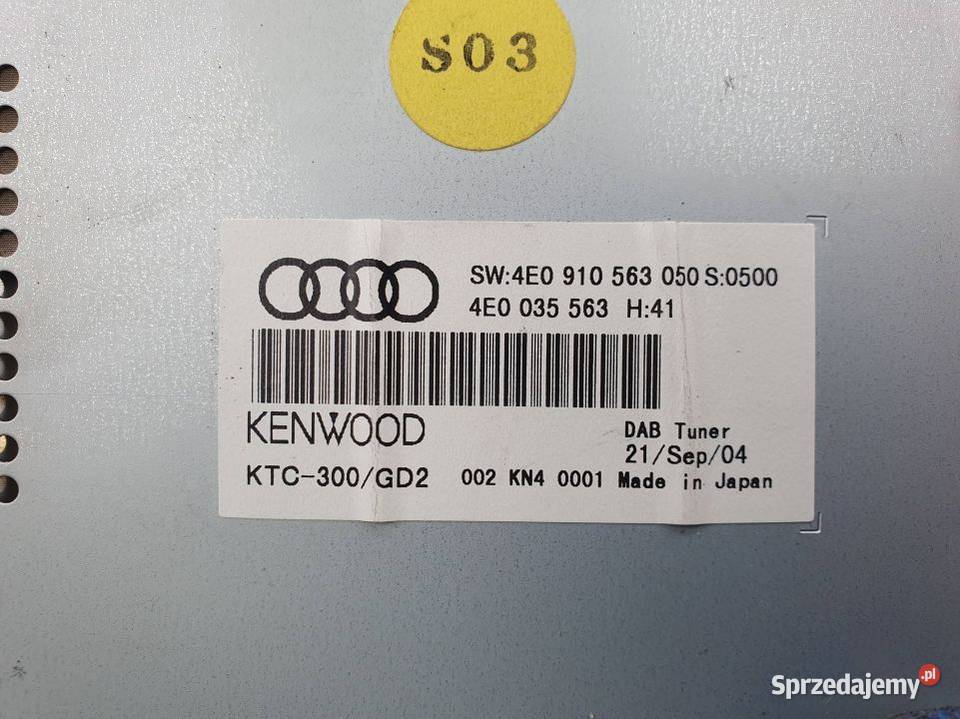 S03
SW:4E0 910 563 050 S:0500
4E0 035 563 H:41
KENWOOD
DAB Tuner
21/Sep/04
KTC-300/GD2 002 KN4 0001 Made in Japan
Sprzedajemy.pl